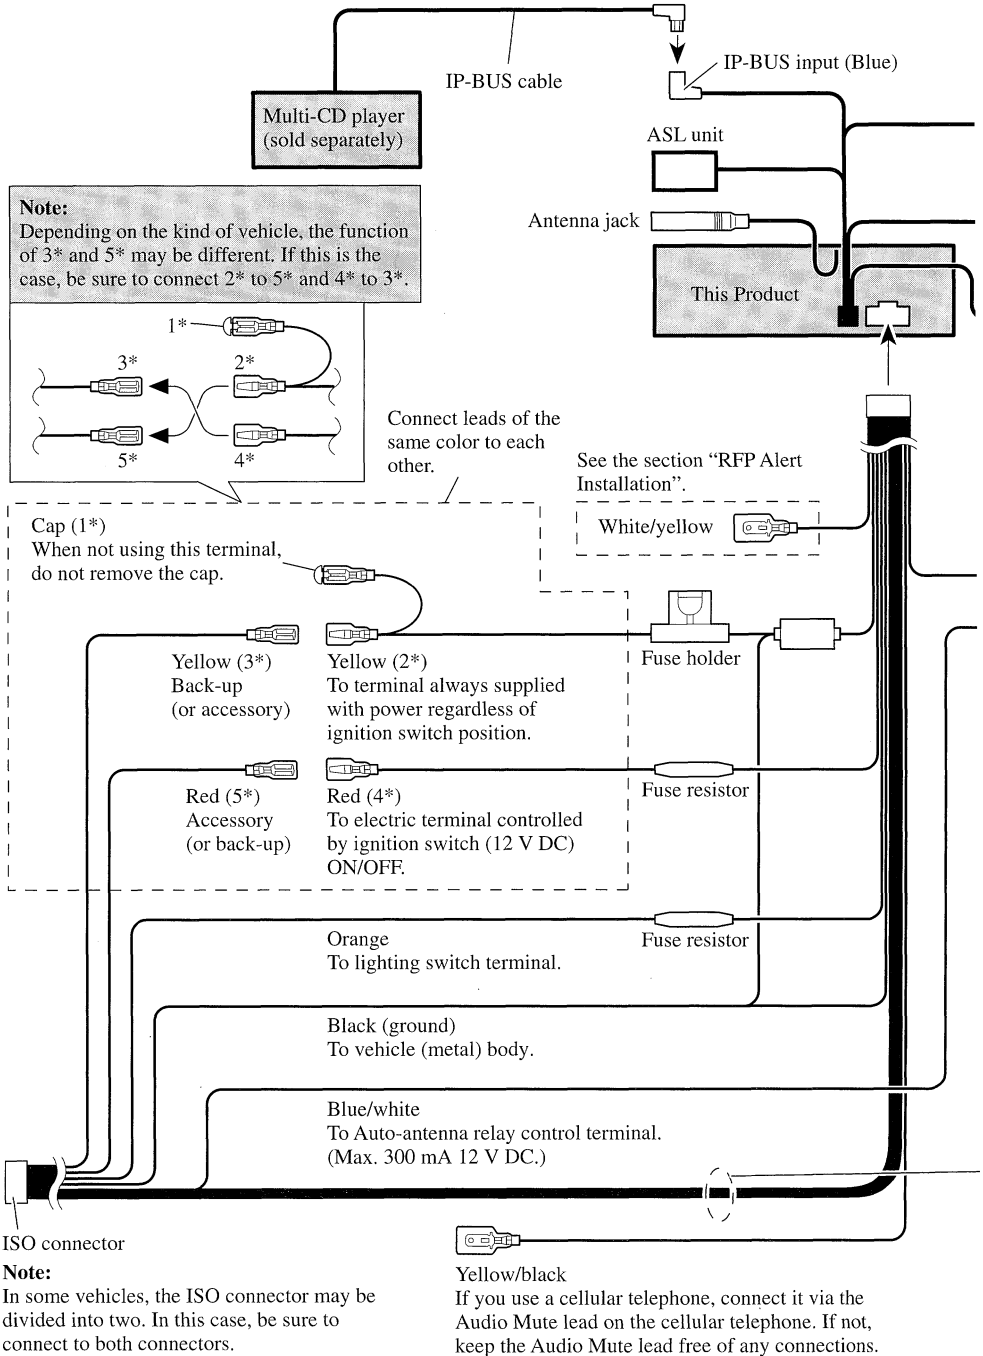 IP-BUS cable
IP-BUS input (Blue)
Multi-CD player
(sold separately)
ASL unit
Antenna jack
This Product
Note:
Depending on the kind of vehicle, the function
of 3* and 5* may be different. If this is the
case, be sure to connect 2* to 5* and 4* to 3*.
1*
3*
2*
5*
4*
Connect leads of the
same color to each
other.
See the section “RFP Alert
Installation”.
White/yellow
Cap (1*)
When not using this terminal,
do not remove the cap.
Yellow (3*)
Back-up
(or accessory)
Yellow (2*)
To terminal always supplied
with power regardless of
ignition switch position.
Fuse holder
Red (5*)
Accessory
(or back-up)
Red (4*)
To electric terminal controlled
by ignition switch (12 V DC)
ON/OFF.
Fuse resistor
Orange
To lighting switch terminal.
Fuse resistor
Black (ground)
To vehicle (metal) body.
Blue/white
To Auto-antenna relay control terminal.
(Max. 300 mA 12 V DC.)
ISO connector
Note:
In some vehicles, the ISO connector may be
divided into two. In this case, be sure to
connect to both connectors.
Yellow/black
If you use a cellular telephone, connect it via the
Audio Mute lead on the cellular telephone. If not,
keep the Audio Mute lead free of any connections.